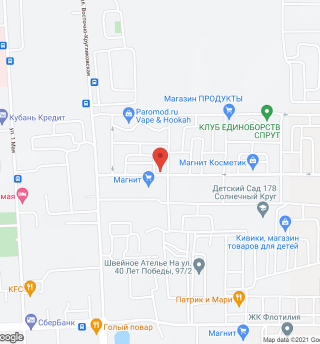 ул. Восточно-Кругликовская
Магазин ПРОДУКТЫ
Кубань Кредит
Paromod.ru
Vape & Hookah
КЛУБ ЕДИНОБОРСТВ
СПРУТ
ул. 1 Мая
Магнит Косметик
Магнит
мая
Детский Сад 178
Солнечный Круг
Кивики, магазин
товаров для детей
Швейное Ателье На ул.
40 Лет Победы, 97/2
KFC
Патрик и Мари
СберБанк
Голый повар
ЖК Флотилия
Магнит
oogle
Map data ©2021 Goo